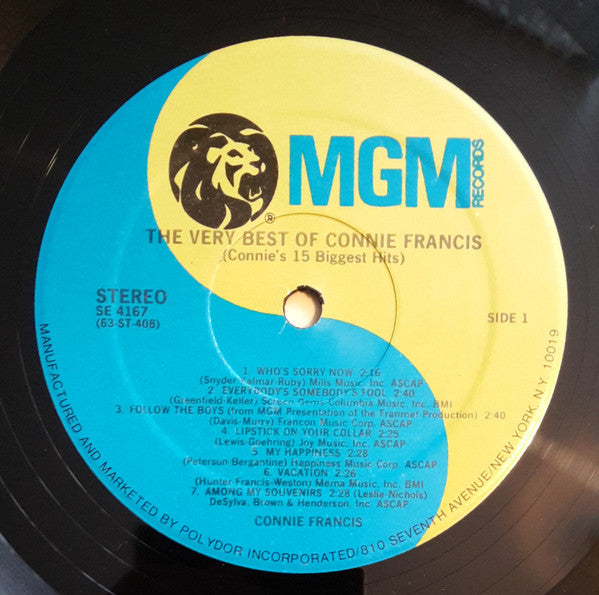 MGM
RECORDS
®
THE VERY BEST OF CONNIE FRANCIS
(Connie's 15 Biggest Hits)
STEREO
SE 4167
(63-ST-408)
SIDE 1
1. WHO'S SORRY NOW 2:16
(Snyder-Kalmar-Ruby) Mills Music, Inc. ASCAP
2. EVERYBODY'S SOMEBODY'S FOOL 2:40
(Greenfield-Keller) Screen Gems-Columbia Music, Inc. BMI
3. FOLLOW THE BOYS (from MGM Presentation of the Franmet Production) 2:40
(Davis-Murry) Francon Music Corp. ASCAP
4. LIPSTICK ON YOUR COLLAR 2:25
(Lewis-Goehring) Joy Music, Inc. ASCAP
5. MY HAPPINESS 2:28
(Peterson-Bergantine) Happiness Music Corp. ASCAP
6. VACATION 2:26
(Hunter-Francis-Weston) Merna Music, Inc. BMI
7. AMONG MY SOUVENIRS 2:28 (Leslie-Nichols)
DeSylva, Brown & Henderson, Inc. ASCAP
CONNIE FRANCIS
MANUFACTURED AND MARKETED BY POLYDOR INCORPORATED/810 SEVENTH AVENUE/NEW YORK, N.Y. 10019